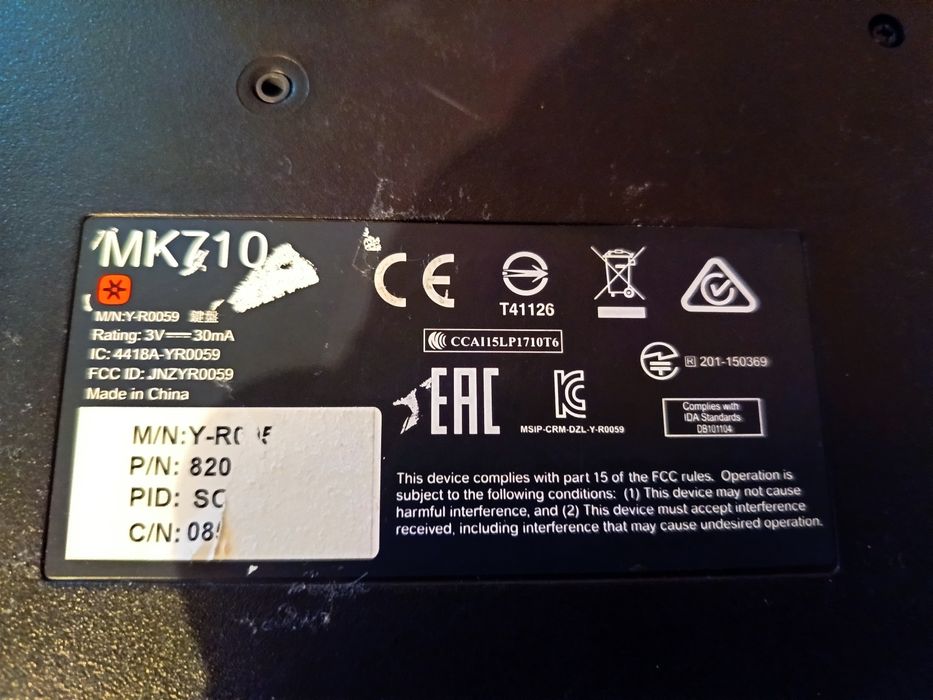 MK710
M/N:Y-R0059 鍵盤
Rating: 3V 30mA
IC: 4418A-YR0059
FCC ID: JNZYR0059
Made in China
M/N:Y-R
P/N: 820
PID: SC
C/N: 08
CE
T41126
CCAI15LP1710T6
R 201-150369
EAC
KC
MSIP-CRM-DZL-Y-R0059
Complies with
IDA Standards
DB101104
This device complies with part 15 of the FCC rules. Operation is
subject to the following conditions: (1) This device may not cause
harmful interference, and (2) This device must accept interference
received, including interference that may cause undesired operation.